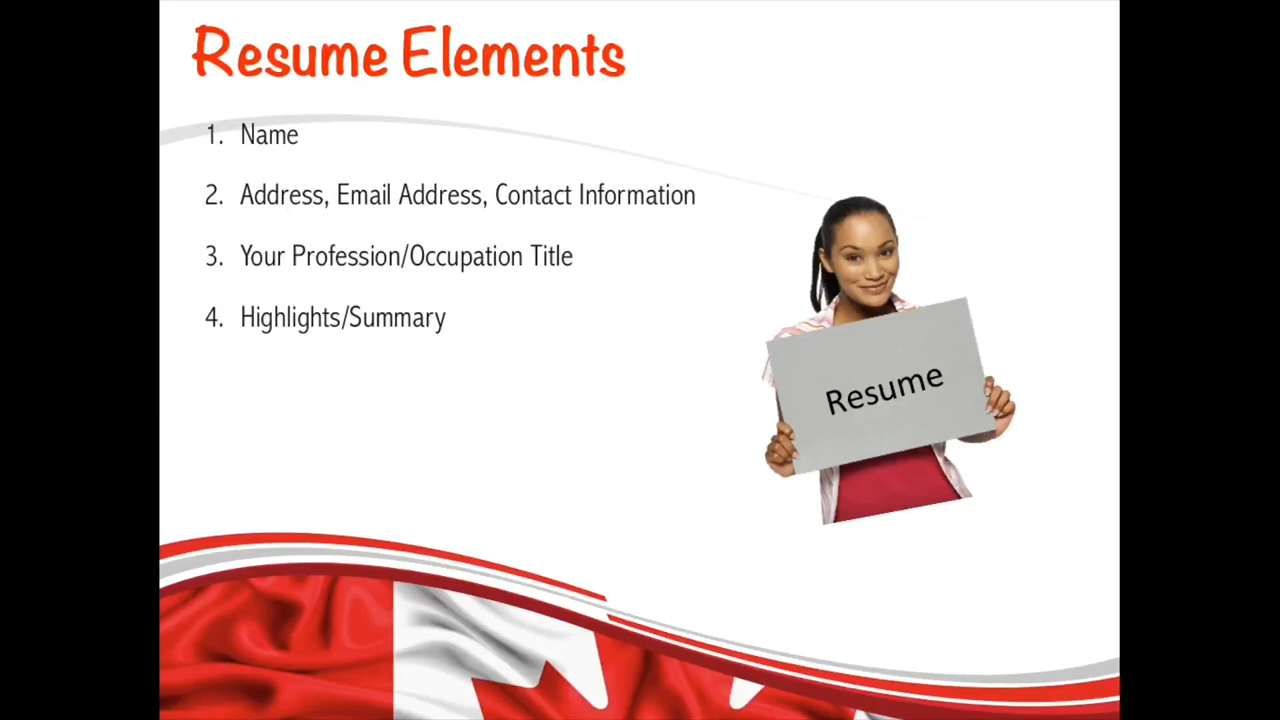 Resume Elements
1. Name
2. Address, Email Address, Contact Information
3. Your Profession/Occupation Title
4. Highlights/Summary
Resume